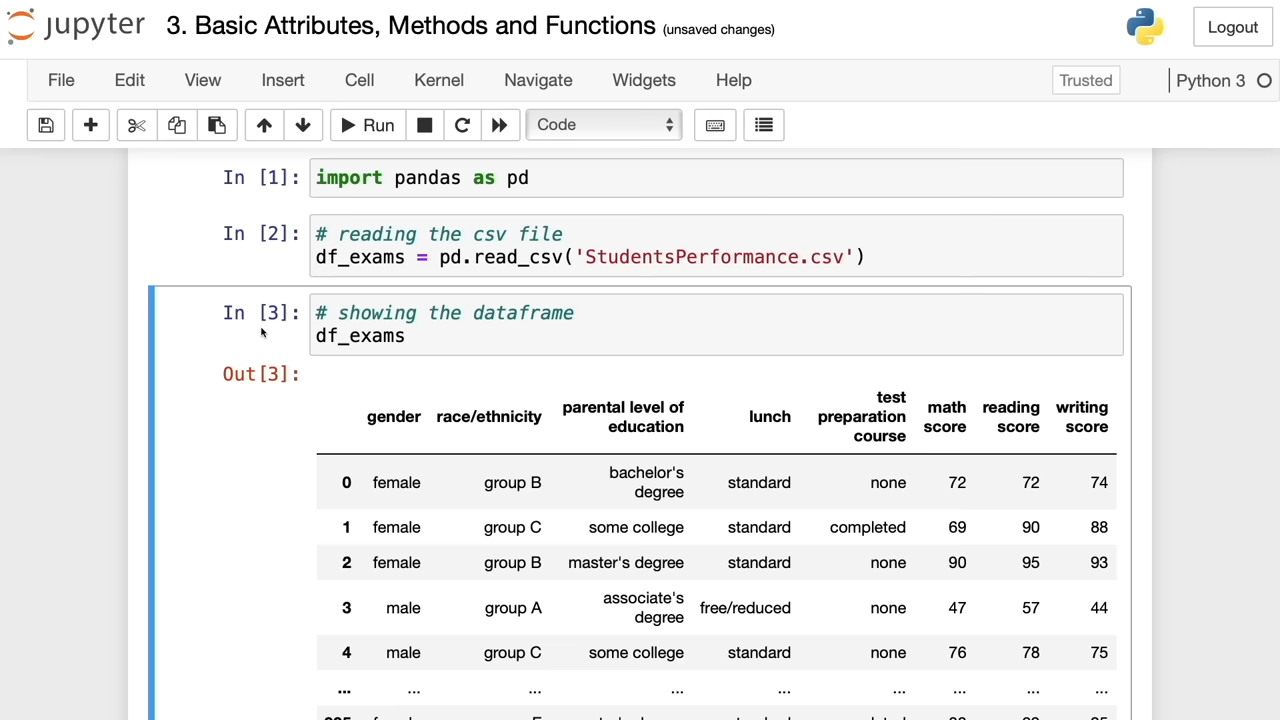 jupyter 3. Basic Attributes, Methods and Functions (unsaved changes) Logout
File Edit View Insert Cell Kernel Navigate Widgets Help Trusted Python 3
Run Code
In [1]: import pandas as pd
In [2]: # reading the csv file
df_exams = pd.read_csv('StudentsPerformance.csv')
In [3]: # showing the dataframe
df_exams
Out[3]:
gender race/ethnicity parental level of education lunch test preparation course math score reading score writing score
0 female group B bachelor's degree standard none 72 72 74
1 female group C some college standard completed 69 90 88
2 female group B master's degree standard none 90 95 93
3 male group A associate's degree free/reduced none 47 57 44
4 male group C some college standard none 76 78 75
... ... ... ... ... ... ... ... ...